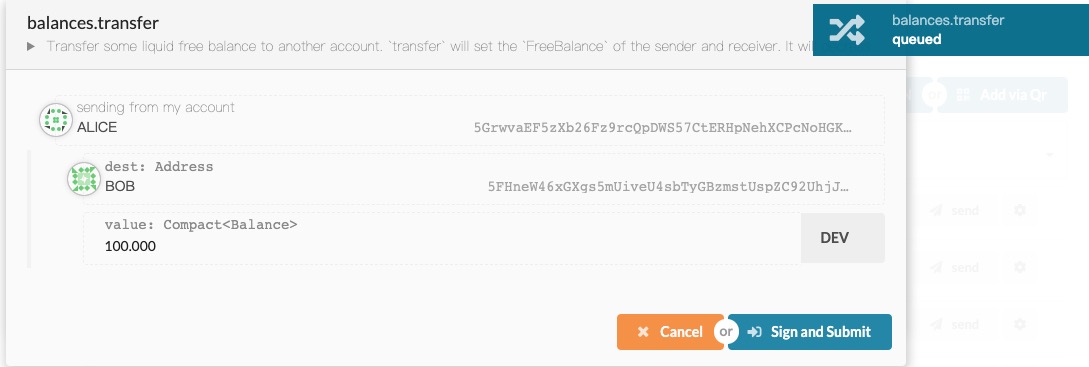 balances.transfer
Transfer some liquid free balance to another account. `transfer` will set the `FreeBalance` of the sender and receiver. It
balances.transfer
queued
or
Add via Qr
sending from my account
ALICE
5GrwvaEF5zXb26Fz9rcQpDWS57CtERHpNehXCPcNoHGK…
dest: Address
BOB
5FHneW46xGXgs5mUiveU4sbTyGBzmstUspZC92UhjJ…
send
value: Compact<Balance>
100.000
DEV
send
Cancel
or
Sign and Submit
send